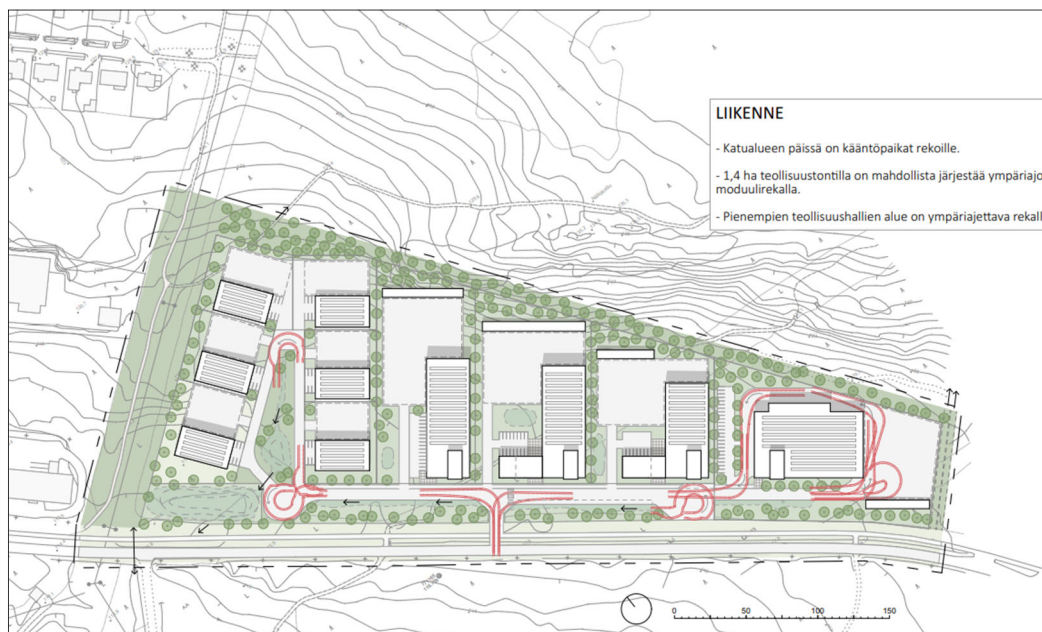 LIIKENNE
- Katualueen päissä on kääntöpaikat rekoille.
- 1,4 ha teollisuustontilla on mahdollista järjestää ympäriajo
moduulirekalla.
- Pienempien teollisuushallien alue on ympäriajettava rekall
0 50 100 150